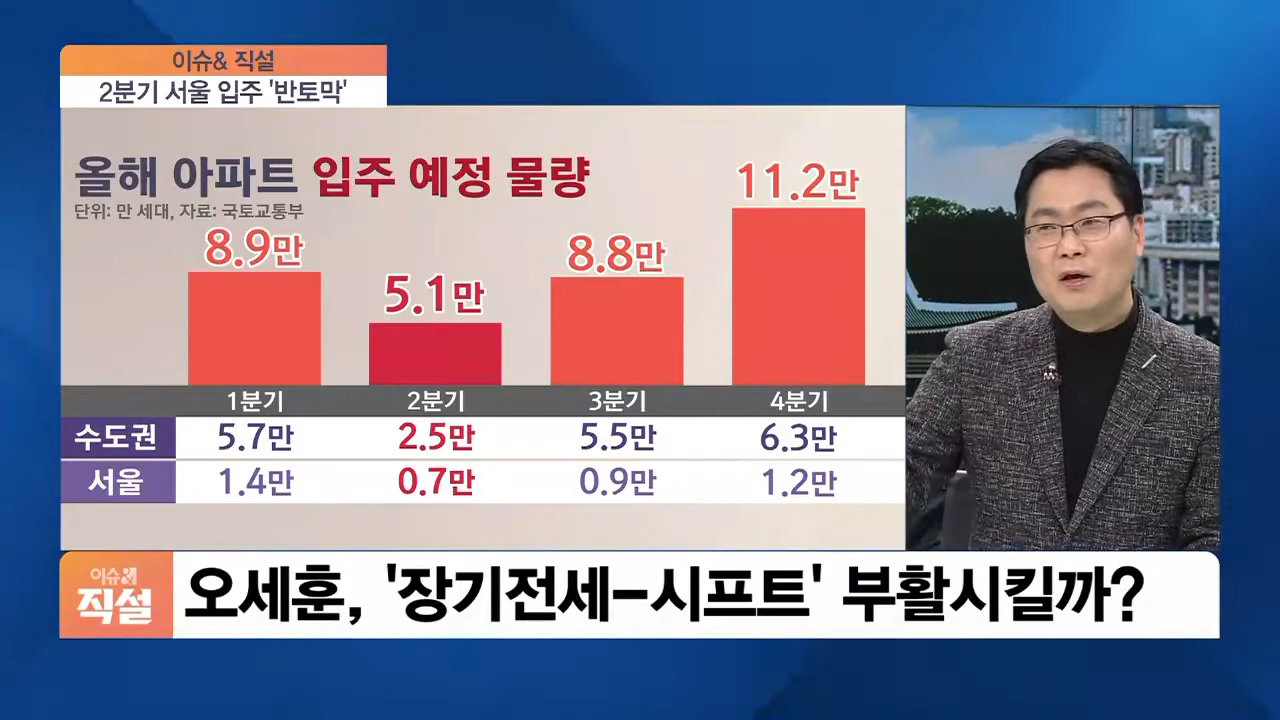 이슈& 직설
2분기 서울 입주 '반토막'
올해 아파트 입주 예정 물량
단위: 만 세대, 자료: 국토교통부
8.9만
5.1만
8.8만
11.2만
1분기 2분기 3분기 4분기
수도권 5.7만 2.5만 5.5만 6.3만
서울 1.4만 0.7만 0.9만 1.2만
이슈&
직설
오세훈, '장기전세-시프트' 부활시킬까?